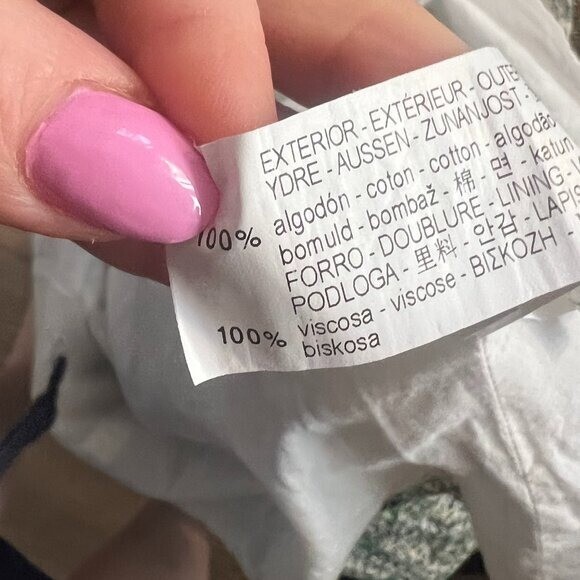 EXTERIOR - EXTÉRIEUR - OUTE
YDRE - AUSSEN - ZUNANJOST -
100% algodón - coton - cotton - algodão
bomuld - bombaž - 棉 - 면 - katun
FORRO - DOUBLURE - LINING -
PODLOGA - 里料 - 안감 - LAPIS
100% viscosa - viscose - ΒΙΣΚΟΖΗ -
biskosa